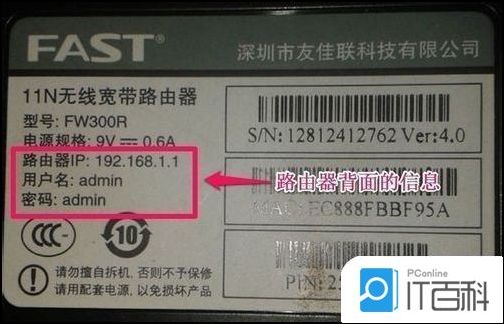 FAST®
深圳市友佳联科技有限公司
11N无线宽带路由器
型号: FW300R
电源规格: 9V 0.6A
路由器IP: 192.168.1.1
用户名: admin
密码: admin
S/N: 12812412762 Ver:4.0
路由器背面的信息
MAC:EC888FBBF95A
CCC
10
请勿擅自拆机，否则不予保修
请用配套电源，以免损坏产品
PIN: 25
PConline
IT百科